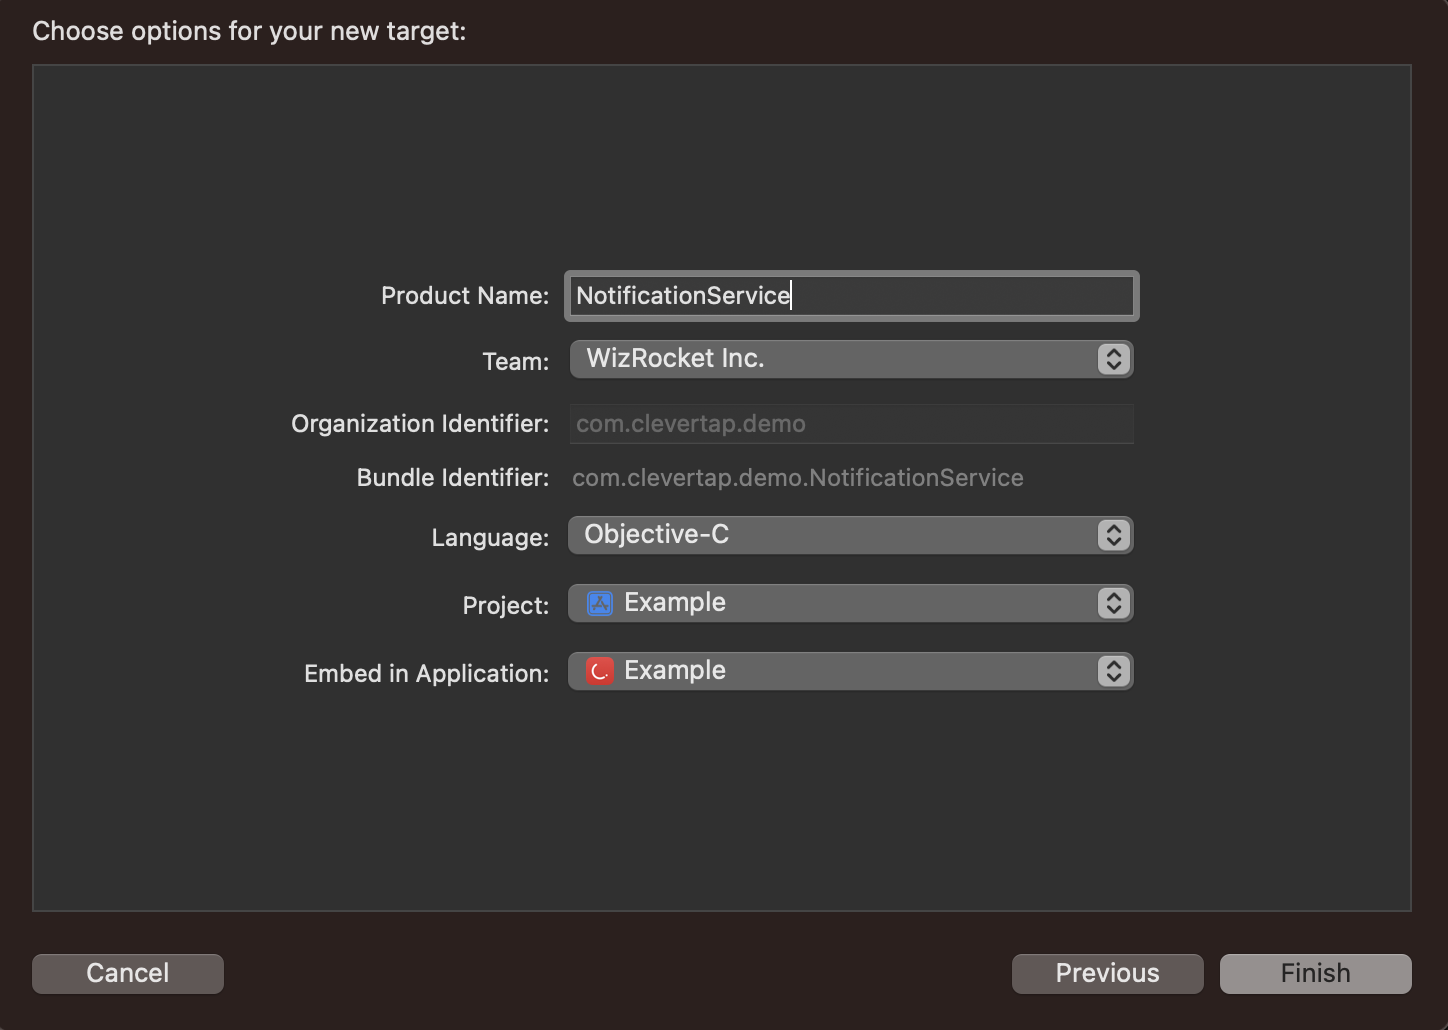 Choose options for your new target:
Product Name: NotificationService
Team: WizRocket Inc.
Organization Identifier: com.clevertap.demo
Bundle Identifier: com.clevertap.demo.NotificationService
Language: Objective-C
Project: Example
Embed in Application: Example
Cancel Previous Finish